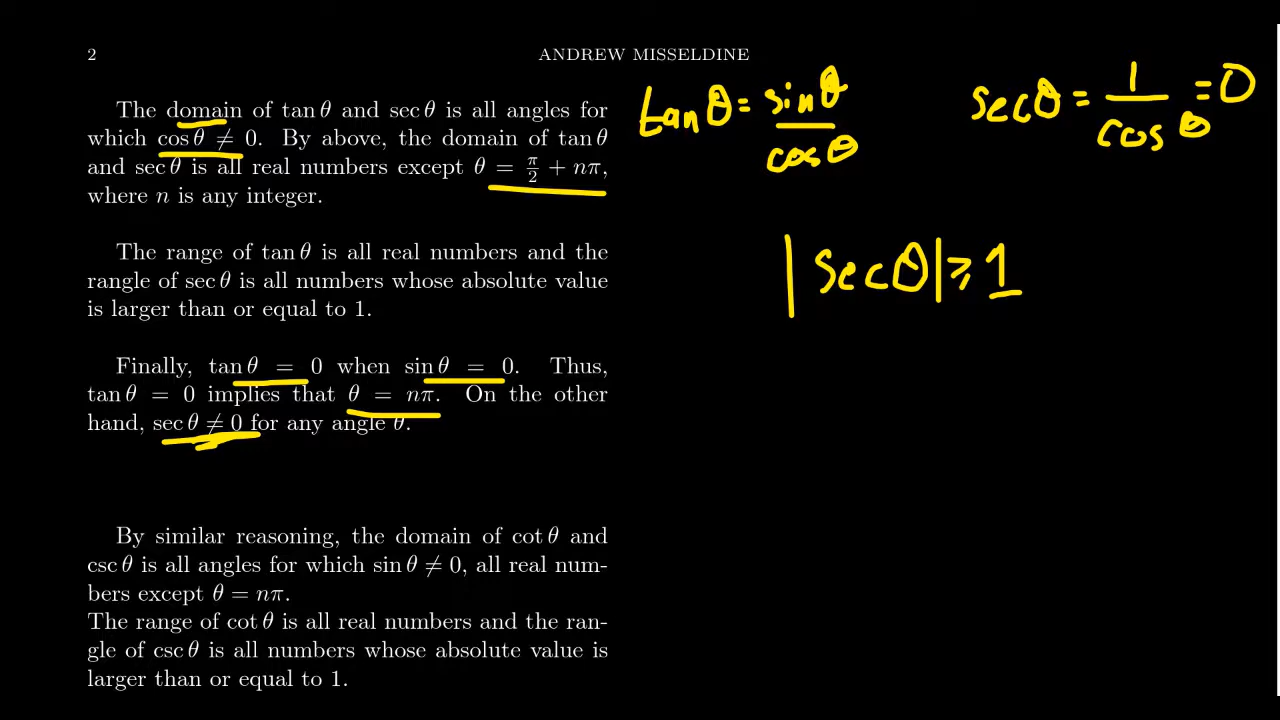 2
ANDREW MISSELDINE
The domain of tan θ and sec θ is all angles for
which cos θ ≠ 0. By above, the domain of tan θ
and sec θ is all real numbers except θ = π/2 + nπ,
where n is any integer.
The range of tan θ is all real numbers and the
rangle of sec θ is all numbers whose absolute value
is larger than or equal to 1.
Finally, tan θ = 0 when sin θ = 0. Thus,
tan θ = 0 implies that θ = nπ. On the other
hand, sec θ ≠ 0 for any angle θ.
By similar reasoning, the domain of cot θ and
csc θ is all angles for which sin θ ≠ 0, all real num-
bers except θ = nπ.
The range of cot θ is all real numbers and the ran-
gle of csc θ is all numbers whose absolute value is
larger than or equal to 1.
tan θ = sin θ / cos θ
sec θ = 1 / cos θ = 0
|sec θ| ≥ 1